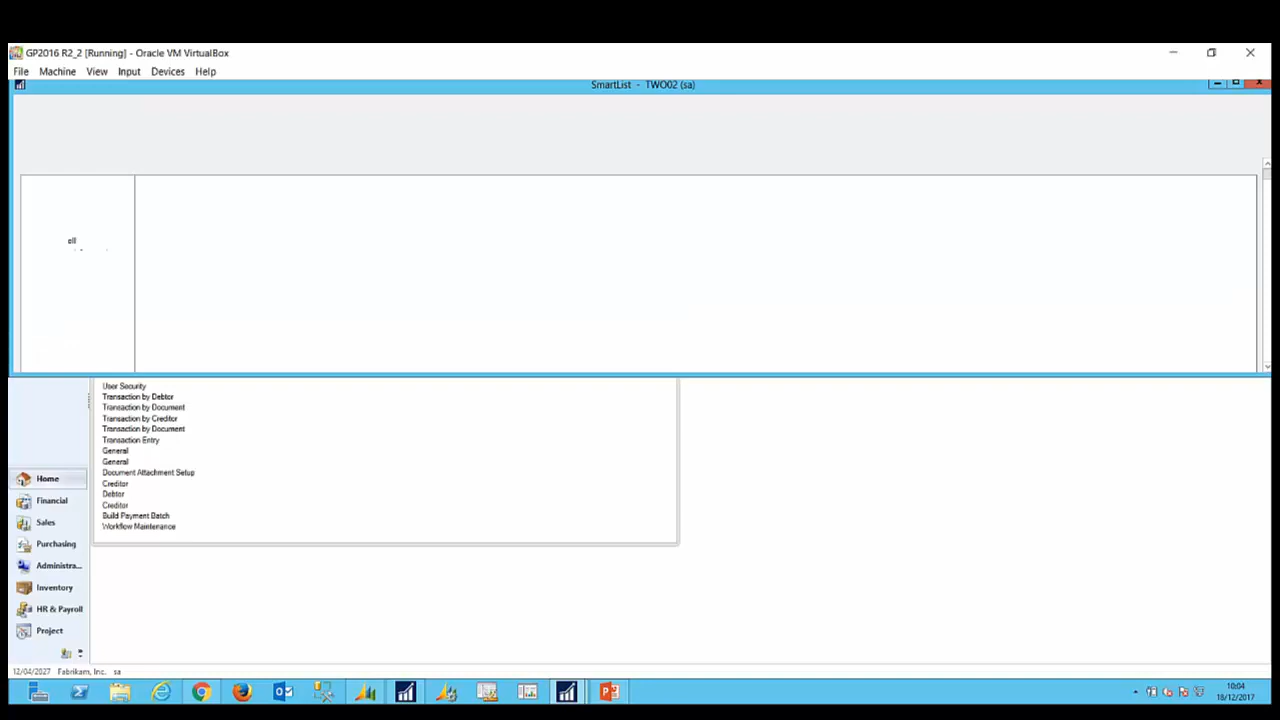 GP2016 R2_2 [Running] - Oracle VM VirtualBox
File Machine View Input Devices Help
SmartList - TWO02 (sa)
ell
User Security
Transaction by Debtor
Transaction by Document
Transaction by Creditor
Transaction by Document
Transaction Entry
General
General
Document Attachment Setup
Creditor
Debtor
Creditor
Build Payment Batch
Workflow Maintenance
Home
Financial
Sales
Purchasing
Administra...
Inventory
HR & Payroll
Project
12/04/2027 Fabrikam, Inc. sa
10:04
18/12/2017